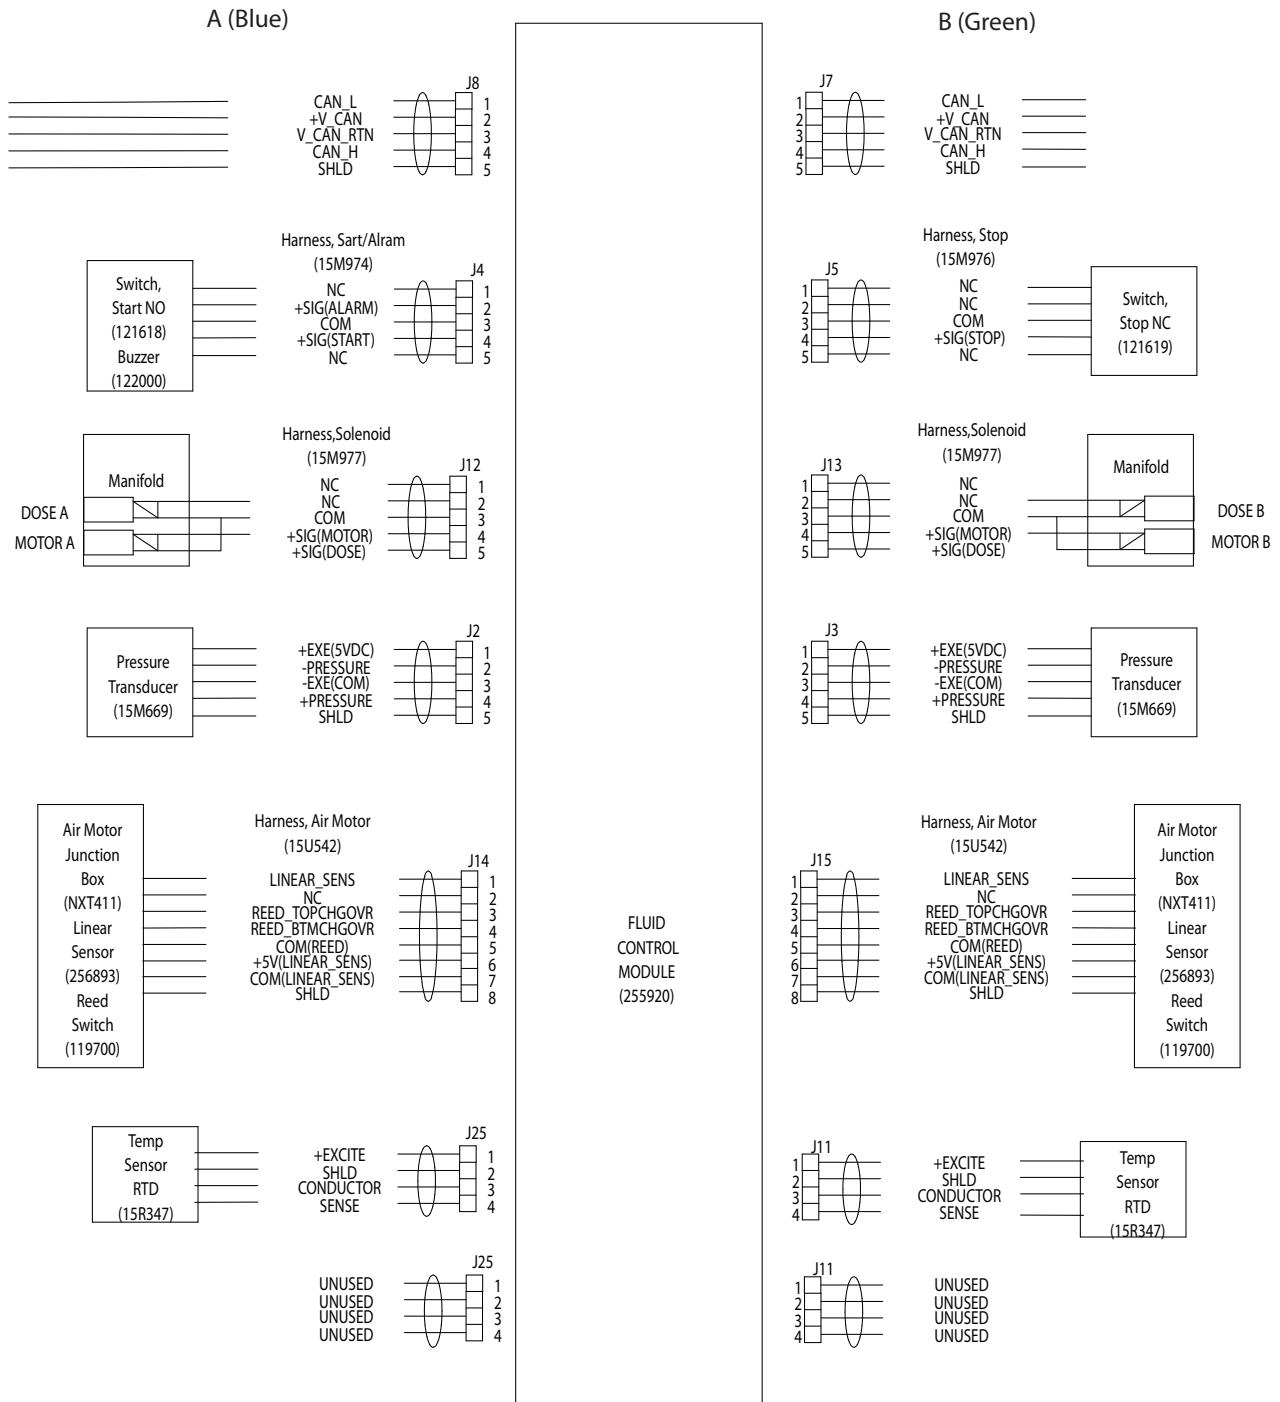 A (Blue)
B (Green)
J8
CAN_L
+V_CAN
V_CAN_RTN
CAN_H
SHLD
1
2
3
4
5
J7
1
2
3
4
5
CAN_L
+V_CAN
V_CAN_RTN
CAN_H
SHLD
Harness, Sart/Alram
(15M974)
J4
Switch,
Start NO
(121618)
Buzzer
(122000)
NC
+SIG(ALARM)
COM
+SIG(START)
NC
1
2
3
4
5
Harness, Stop
(15M976)
J5
1
2
3
4
5
NC
NC
COM
+SIG(STOP)
NC
Switch,
Stop NC
(121619)
Harness,Solenoid
(15M977)
J12
Manifold
DOSE A
MOTOR A
NC
NC
COM
+SIG(MOTOR)
+SIG(DOSE)
1
2
3
4
5
Harness,Solenoid
(15M977)
J13
1
2
3
4
5
NC
NC
COM
+SIG(MOTOR)
+SIG(DOSE)
Manifold
DOSE B
MOTOR B
J2
Pressure
Transducer
(15M669)
+EXE(5VDC)
-PRESSURE
-EXE(COM)
+PRESSURE
SHLD
1
2
3
4
5
J3
1
2
3
4
5
+EXE(5VDC)
-PRESSURE
-EXE(COM)
+PRESSURE
SHLD
Pressure
Transducer
(15M669)
Harness, Air Motor
(15U542)
J14
Air Motor
Junction
Box
(NXT411)
Linear
Sensor
(256893)
Reed
Switch
(119700)
LINEAR_SENS
NC
REED_TOPCHGOVR
REED_BTMCHGOVR
COM(REED)
+5V(LINEAR_SENS)
COM(LINEAR_SENS)
SHLD
1
2
3
4
5
6
7
8
FLUID
CONTROL
MODULE
(255920)
Harness, Air Motor
(15U542)
J15
1
2
3
4
5
6
7
8
LINEAR_SENS
NC
REED_TOPCHGOVR
REED_BTMCHGOVR
COM(REED)
+5V(LINEAR_SENS)
COM(LINEAR_SENS)
SHLD
Air Motor
Junction
Box
(NXT411)
Linear
Sensor
(256893)
Reed
Switch
(119700)
J25
Temp
Sensor
RTD
(15R347)
+EXCITE
SHLD
CONDUCTOR
SENSE
1
2
3
4
J11
1
2
3
4
+EXCITE
SHLD
CONDUCTOR
SENSE
Temp
Sensor
RTD
(15R347)
J25
UNUSED
UNUSED
UNUSED
UNUSED
1
2
3
4
J11
1
2
3
4
UNUSED
UNUSED
UNUSED
UNUSED